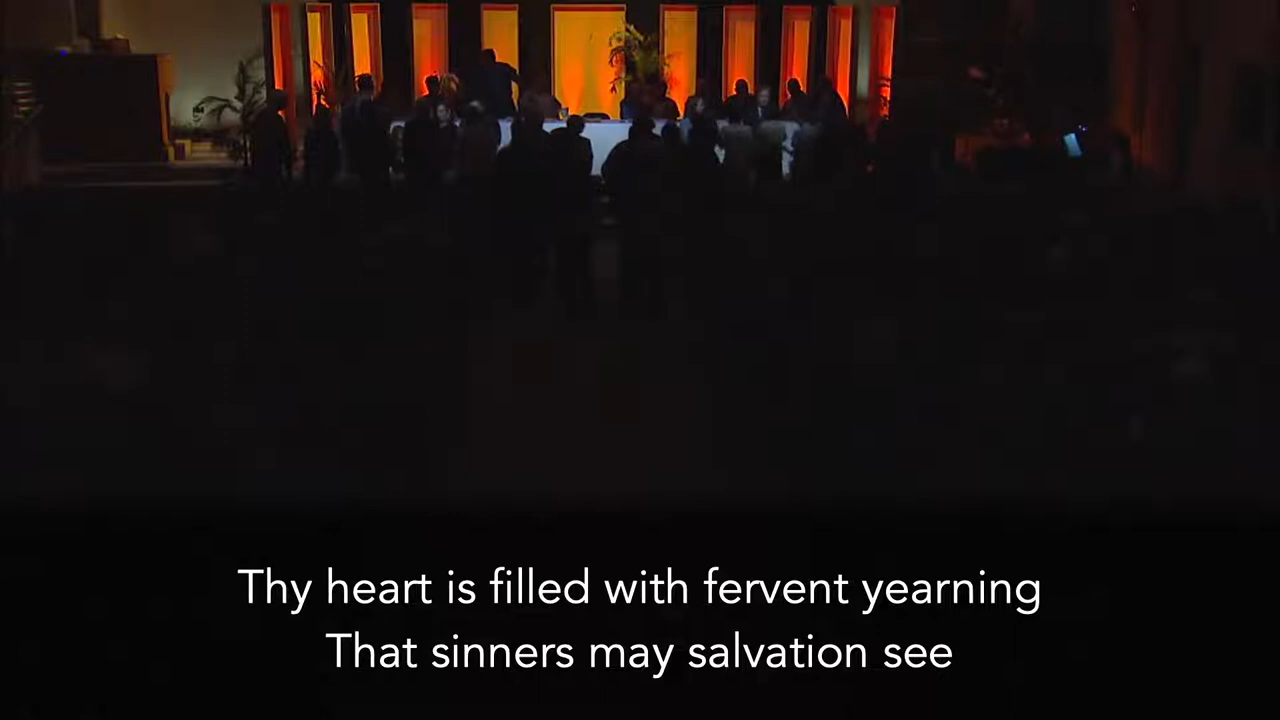 Thy heart is filled with fervent yearning
That sinners may salvation see